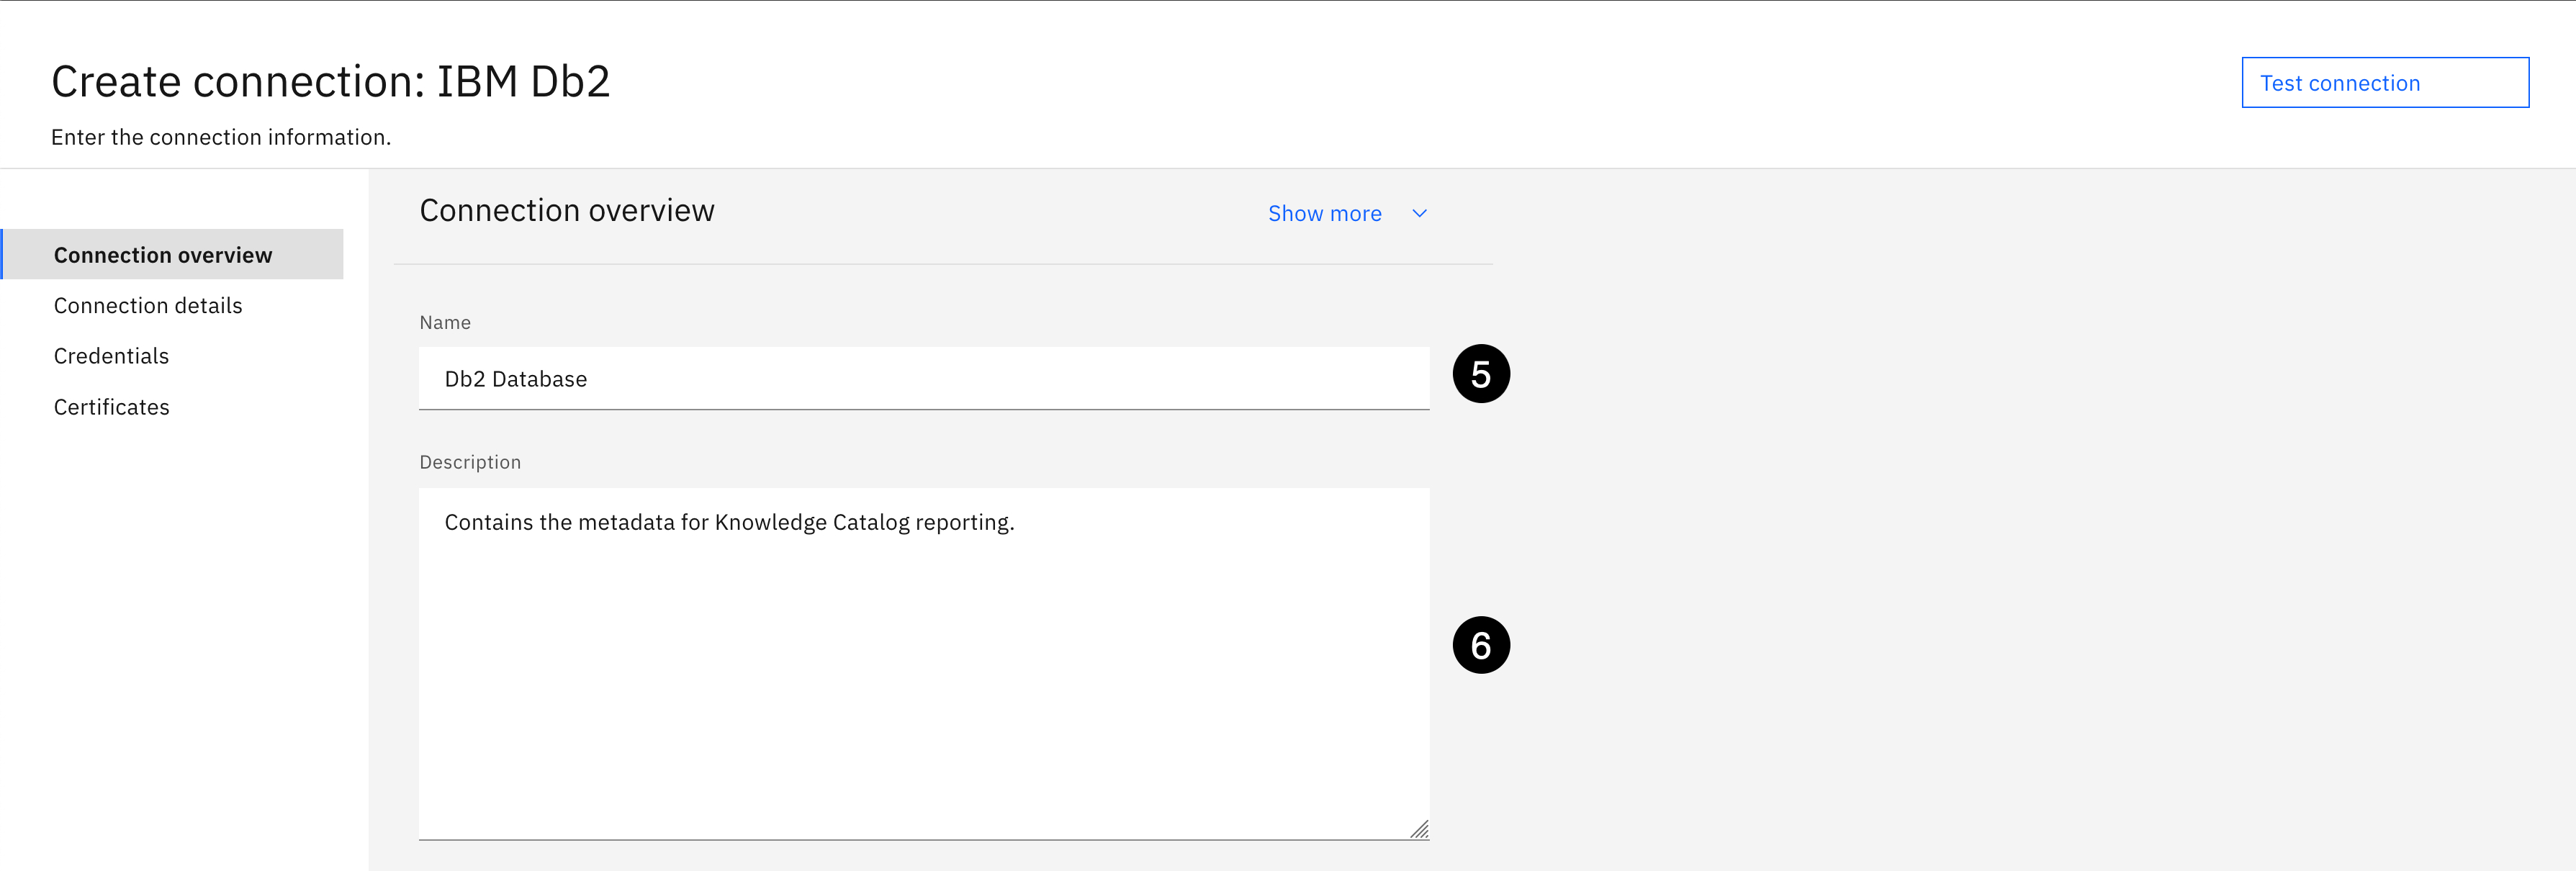 Create connection: IBM Db2
Test connection
Enter the connection information.
Connection overview
Connection details
Credentials
Certificates
Connection overview
Show more
Name
Db2 Database
5
Description
Contains the metadata for Knowledge Catalog reporting.
6